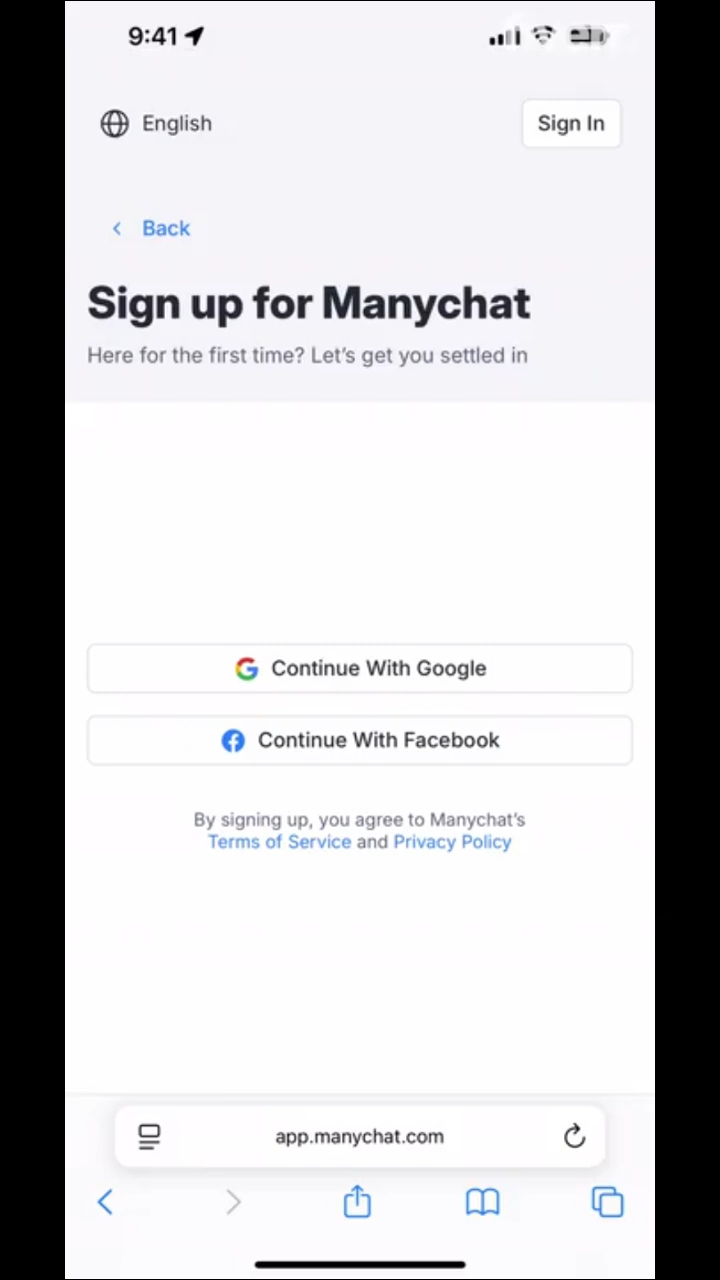 9:41
English
Sign In
Back
Sign up for Manychat
Here for the first time? Let's get you settled in
Continue With Google
Continue With Facebook
By signing up, you agree to Manychat's
Terms of Service and Privacy Policy
app.manychat.com